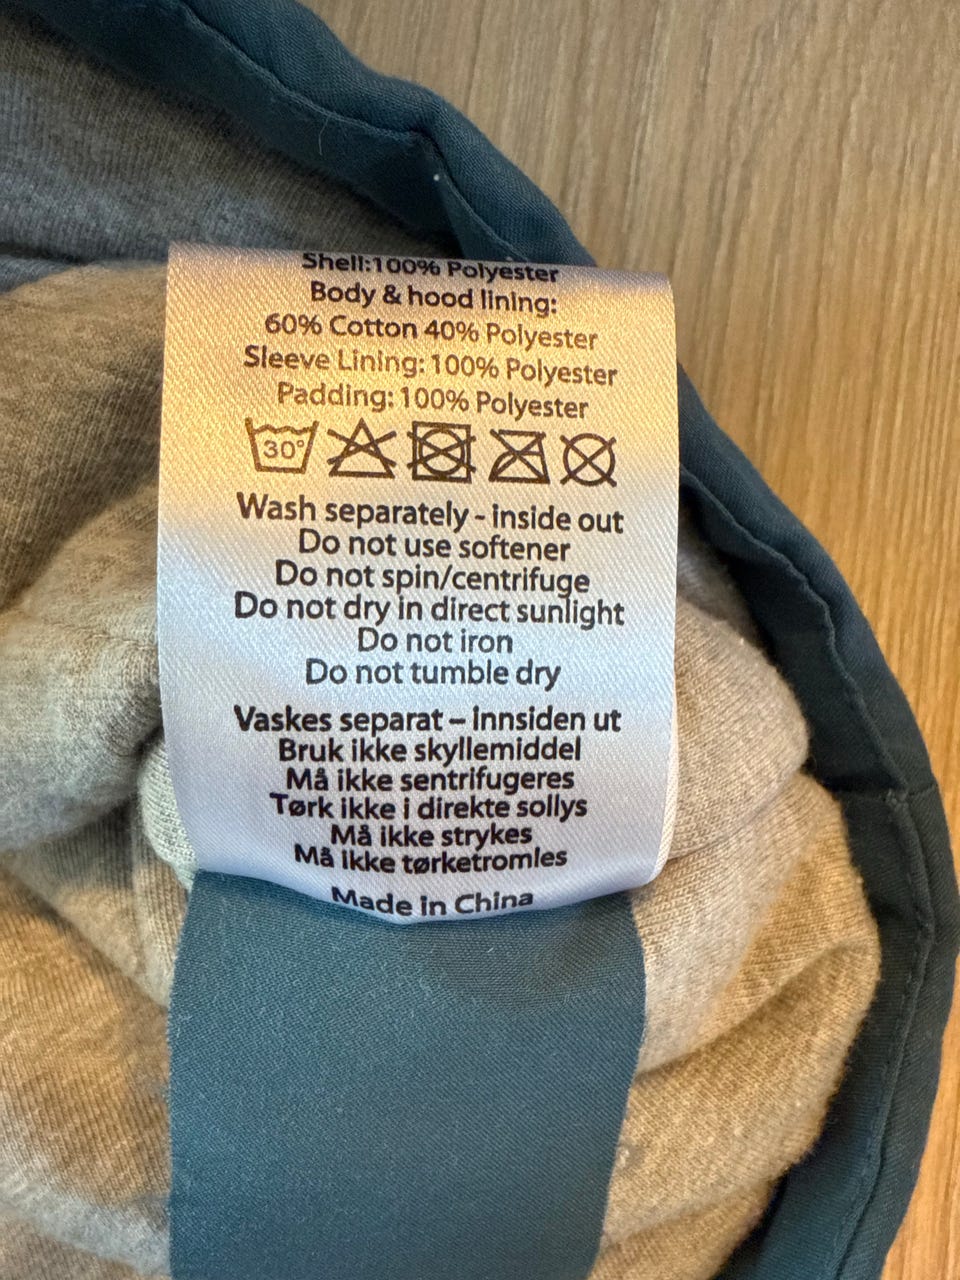 Shell:100% Polyester
Body & hood lining:
60% Cotton 40% Polyester
Sleeve Lining: 100% Polyester
Padding: 100% Polyester
30°
Wash separately - inside out
Do not use softener
Do not spin/centrifuge
Do not dry in direct sunlight
Do not iron
Do not tumble dry
Vaskes separat – innsiden ut
Bruk ikke skyllemiddel
Må ikke sentrifugeres
Tørk ikke i direkte sollys
Må ikke strykes
Må ikke tørketromles
Made in China